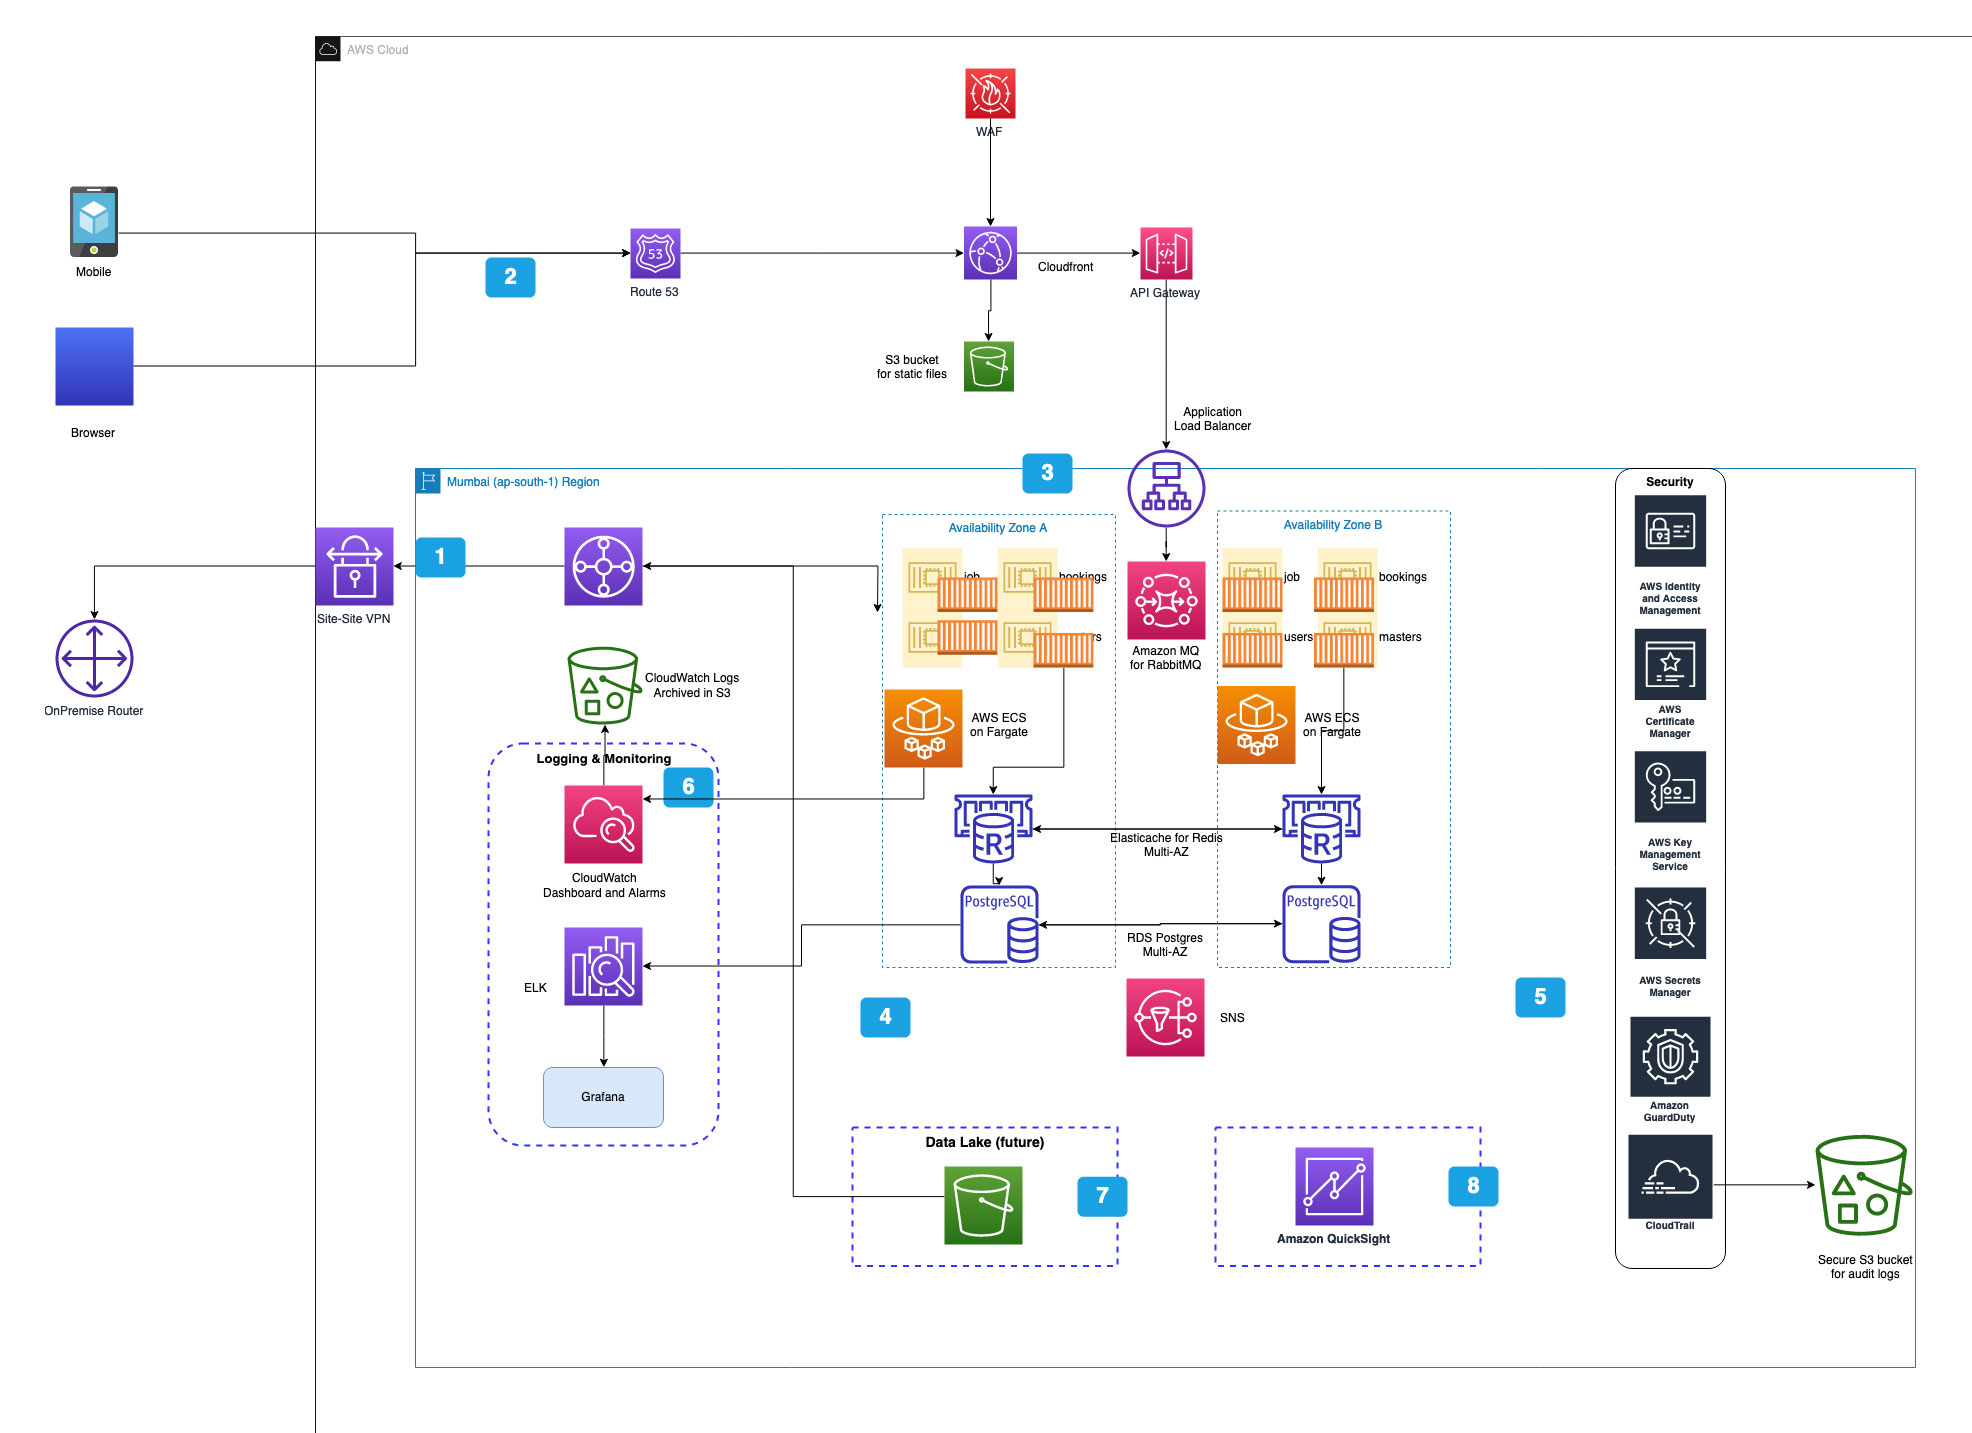 AWS Cloud
WAF
Mobile
2
53
Route 53
Cloudfront
API Gateway
S3 bucket
for static files
Browser
Application
Load Balancer
3
Mumbai (ap-south-1) Region
Security
Availability Zone A
Availability Zone B
1
job
bookings
job
bookings
AWS Identity
and Access
Management
Site-Site VPN
users
masters
Amazon MQ
for RabbitMQ
CloudWatch Logs
Archived in S3
OnPremise Router
AWS ECS
on Fargate
AWS ECS
on Fargate
AWS
Certificate
Manager
Logging & Monitoring
6
R
R
Elasticache for Redis
Multi-AZ
AWS Key
Management
Service
CloudWatch
Dashboard and Alarms
PostgreSQL
PostgreSQL
RDS Postgres
Multi-AZ
ELK
AWS Secrets
Manager
5
4
SNS
Grafana
Amazon
GuardDuty
Data Lake (future)
7
8
Amazon QuickSight
CloudTrail
Secure S3 bucket
for audit logs